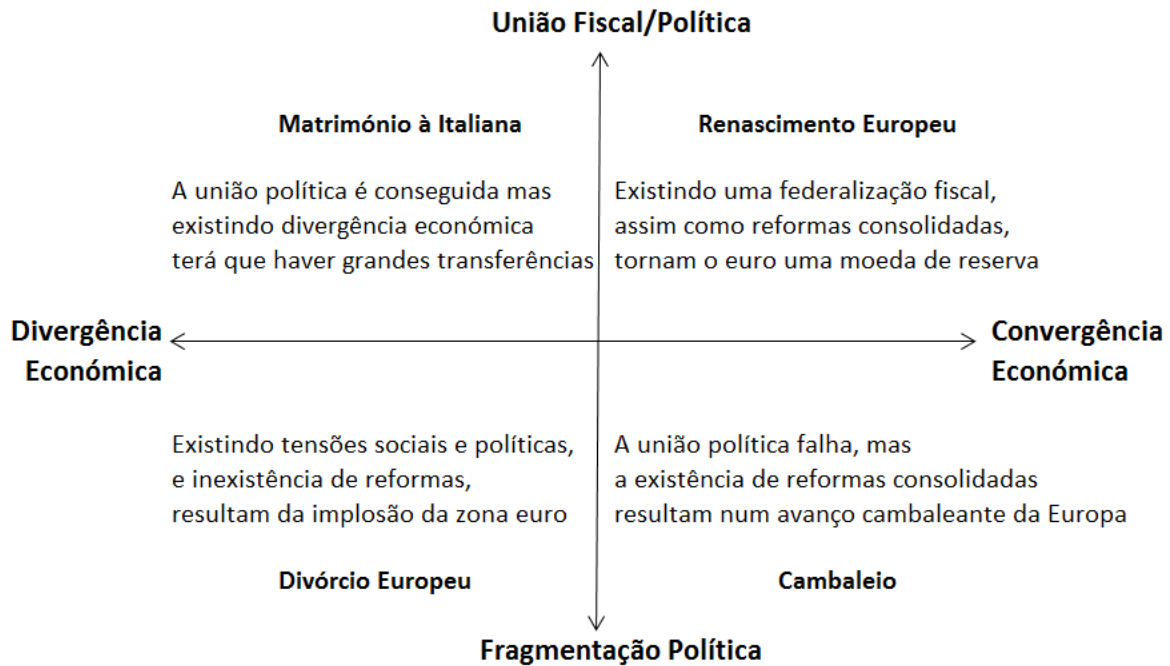 União Fiscal/Política
Matrimónio à Italiana
A união política é conseguida mas
existindo divergência económica
terá que haver grandes transferências
Renascimento Europeu
Existindo uma federalização fiscal,
assim como reformas consolidadas,
tornam o euro uma moeda de reserva
Divergência
Económica
Convergência
Económica
Existindo tensões sociais e políticas,
e inexistência de reformas,
resultam da implosão da zona euro
Divórcio Europeu
A união política falha, mas
a existência de reformas consolidadas
resultam num avanço cambaleante da Europa
Cambaleio
Fragmentação Política